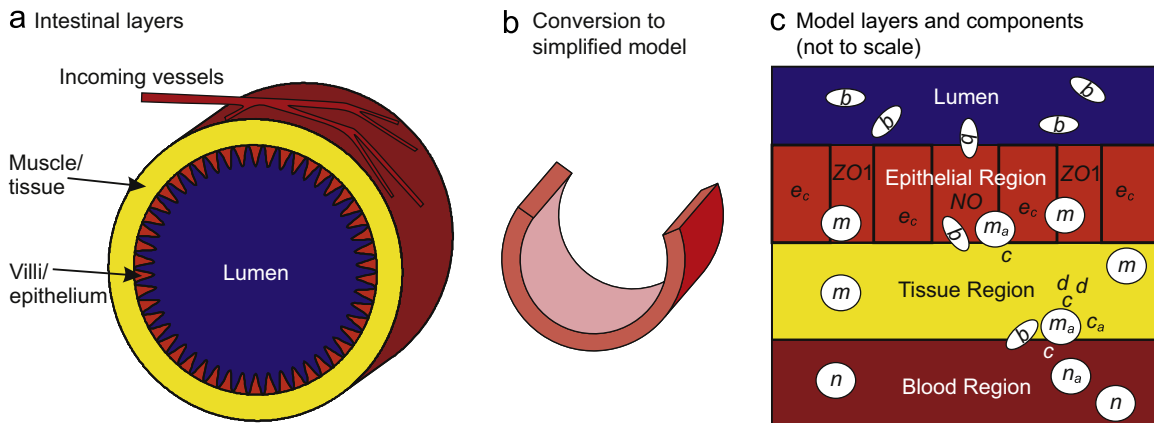 a Intestinal layers
Incoming vessels
Muscle/
tissue
Villi/
epithelium
Lumen
b Conversion to
simplified model
c Model layers and components
(not to scale)
Lumen
b
b
b
b
b
ZO1
ZO1
Epithelial Region
e_c
NO
e_c
e_c
e_c
m
m
m_a
b
c
m
m
Tissue Region
d
d
c
m_a
c_a
b
c
n
Blood Region
n_a
n